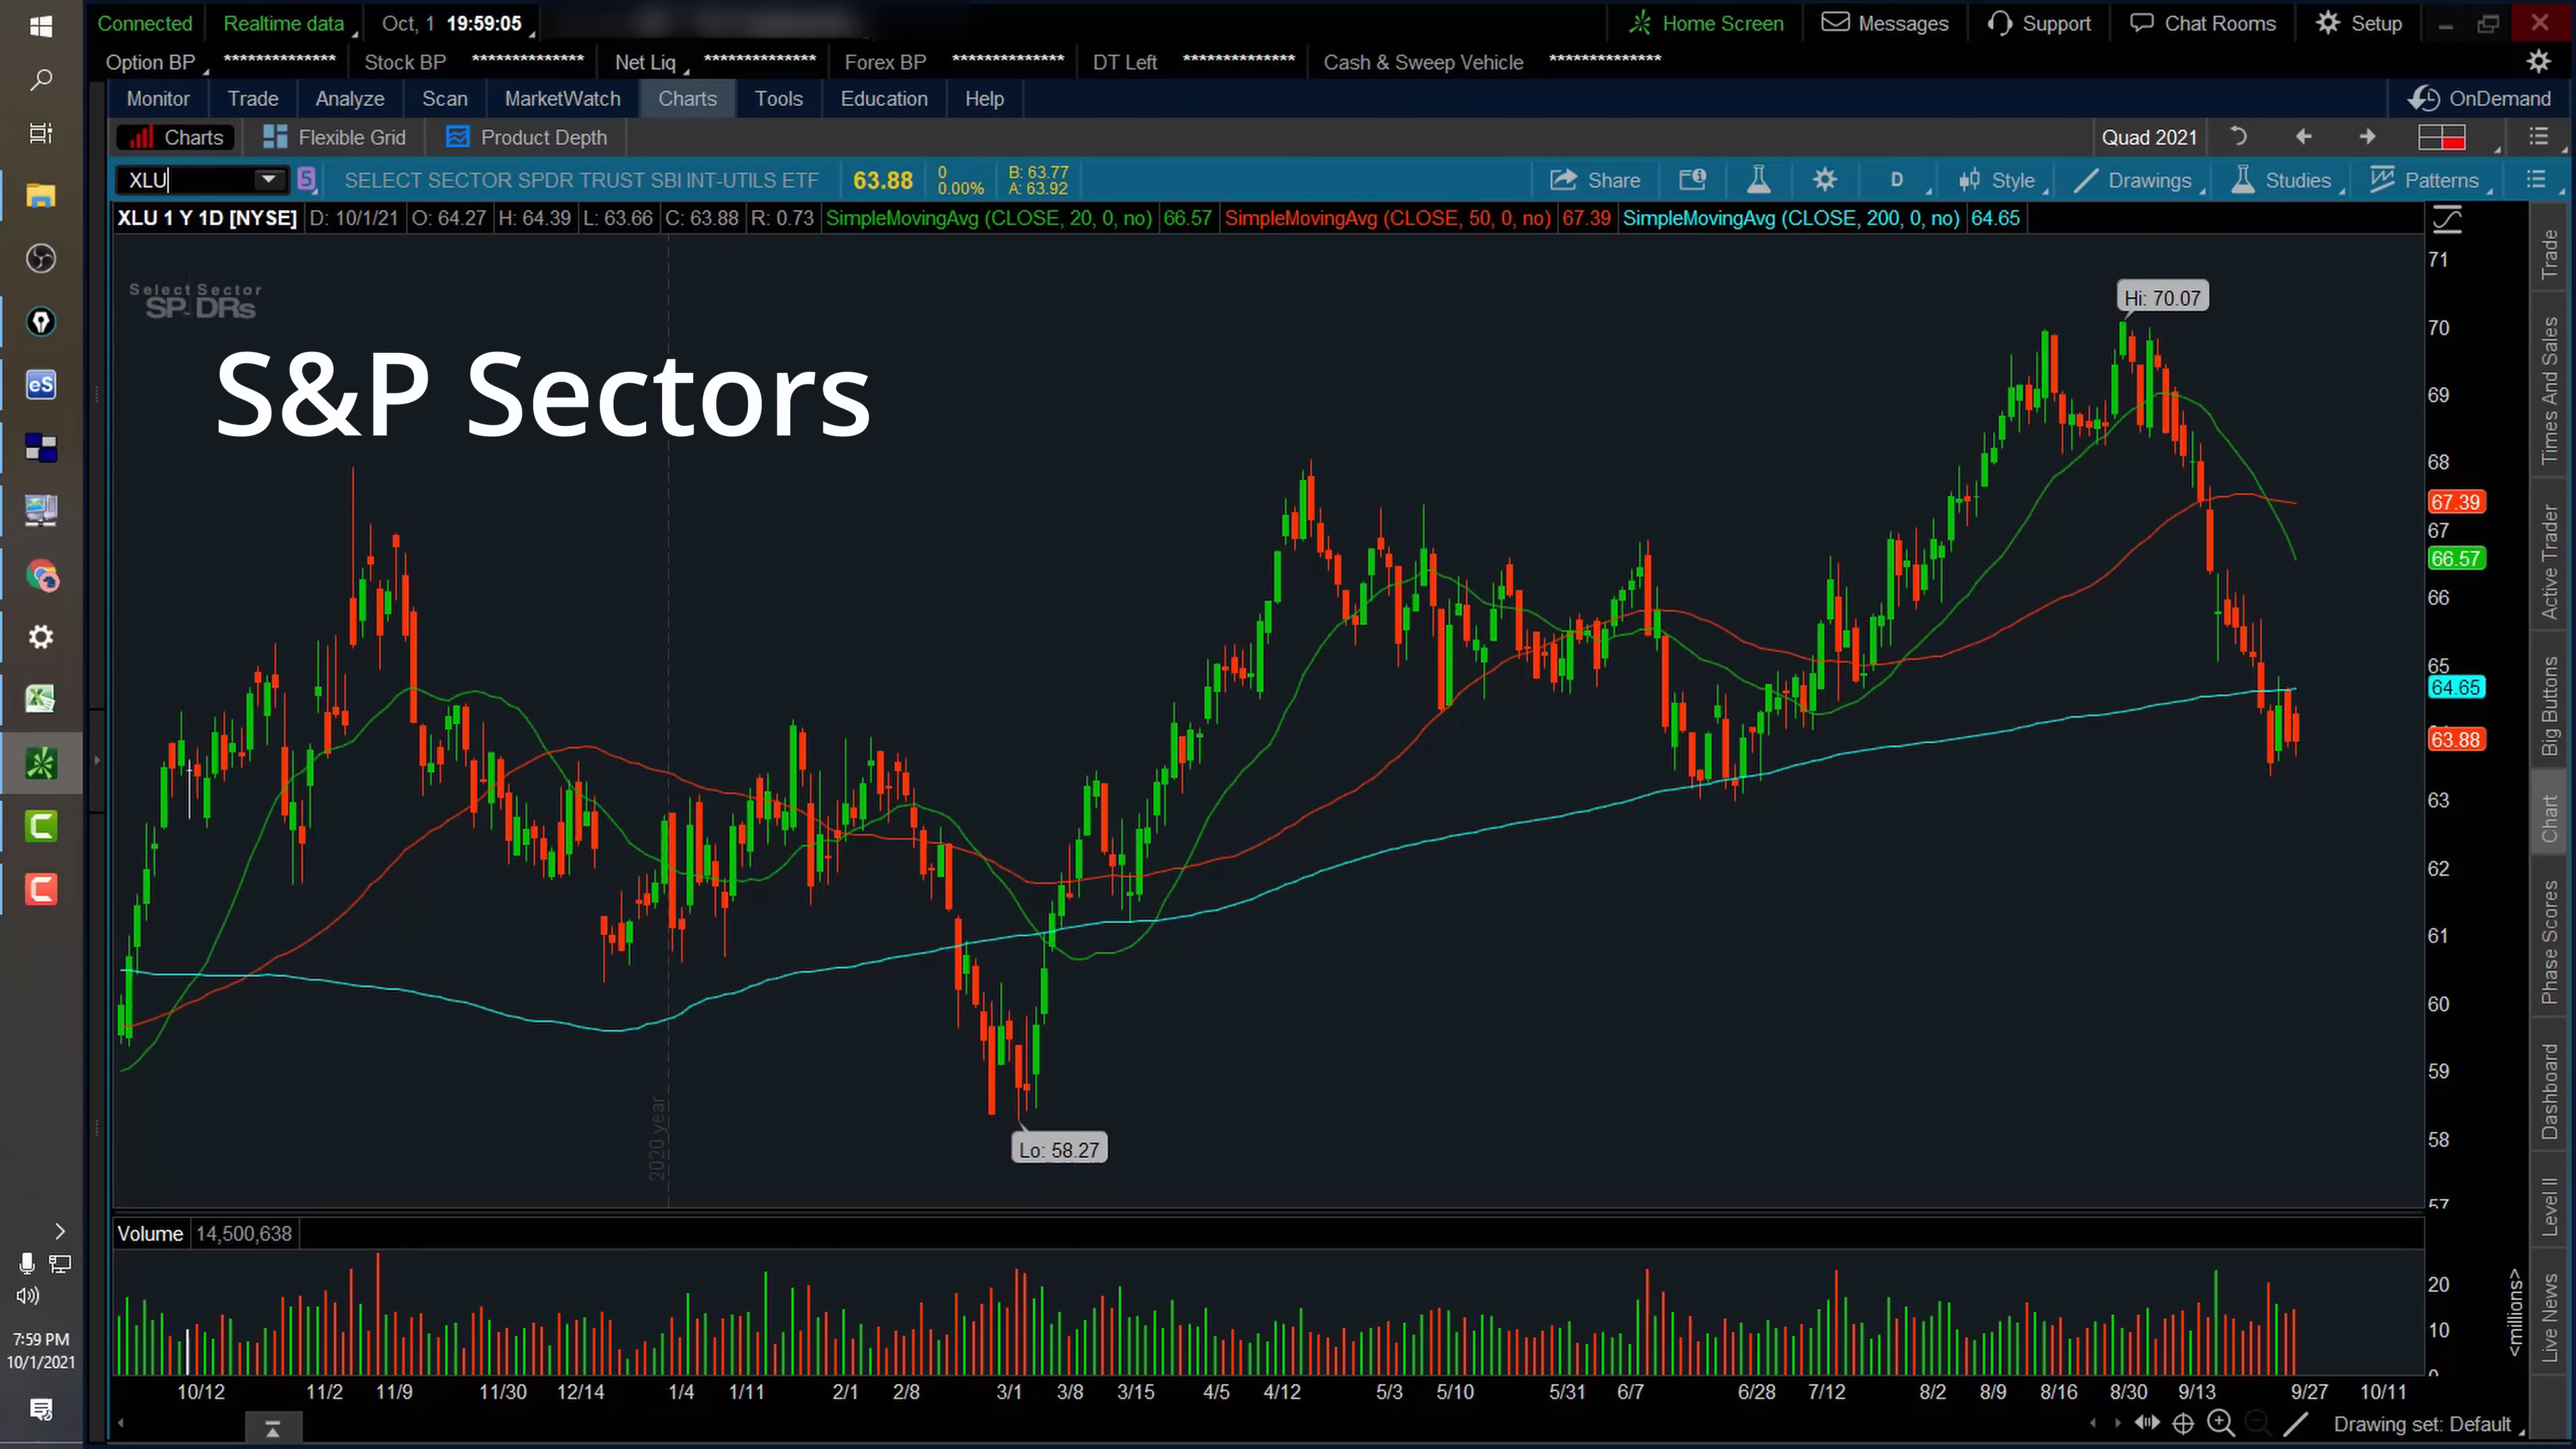 Connected Realtime data Oct, 1 19:59:05 Home Screen Messages Support Chat Rooms Setup
Option BP ************** Stock BP ************** Net Liq ************** Forex BP ************** DT Left ************** Cash & Sweep Vehicle **************
Monitor Trade Analyze Scan MarketWatch Charts Tools Education Help OnDemand
Charts Flexible Grid Product Depth Quad 2021
XLU 5 SELECT SECTOR SPDR TRUST SBI INT-UTILS ETF 63.88 0 B: 63.77 Share D Style Drawings Studies Patterns
0.00% A: 63.92
XLU 1 Y 1D [NYSE] D: 10/1/21 O: 64.27 H: 64.39 L: 63.66 C: 63.88 R: 0.73 SimpleMovingAvg (CLOSE, 20, 0, no) 66.57 SimpleMovingAvg (CLOSE, 50, 0, no) 67.39 SimpleMovingAvg (CLOSE, 200, 0, no) 64.65
Select Sector
SPDRs
S&P Sectors
Hi: 70.07
Lo: 58.27
2020 year
71
70
69
68
67.39
67
66.57
66
65
64.65
63.88
63
62
61
60
59
58
57
Volume 14,500,638
20
10
0
<millions>
10/12 11/2 11/9 11/30 12/14 1/4 1/11 2/1 2/8 3/1 3/8 3/15 4/5 4/12 5/3 5/10 5/31 6/7 6/28 7/12 8/2 8/9 8/16 8/30 9/13 9/27 10/11
Drawing set: Default
Trade
Times And Sales
Active Trader
Big Buttons
Chart
Phase Scores
Dashboard
Level II
Live News
eS
7:59 PM
10/1/2021